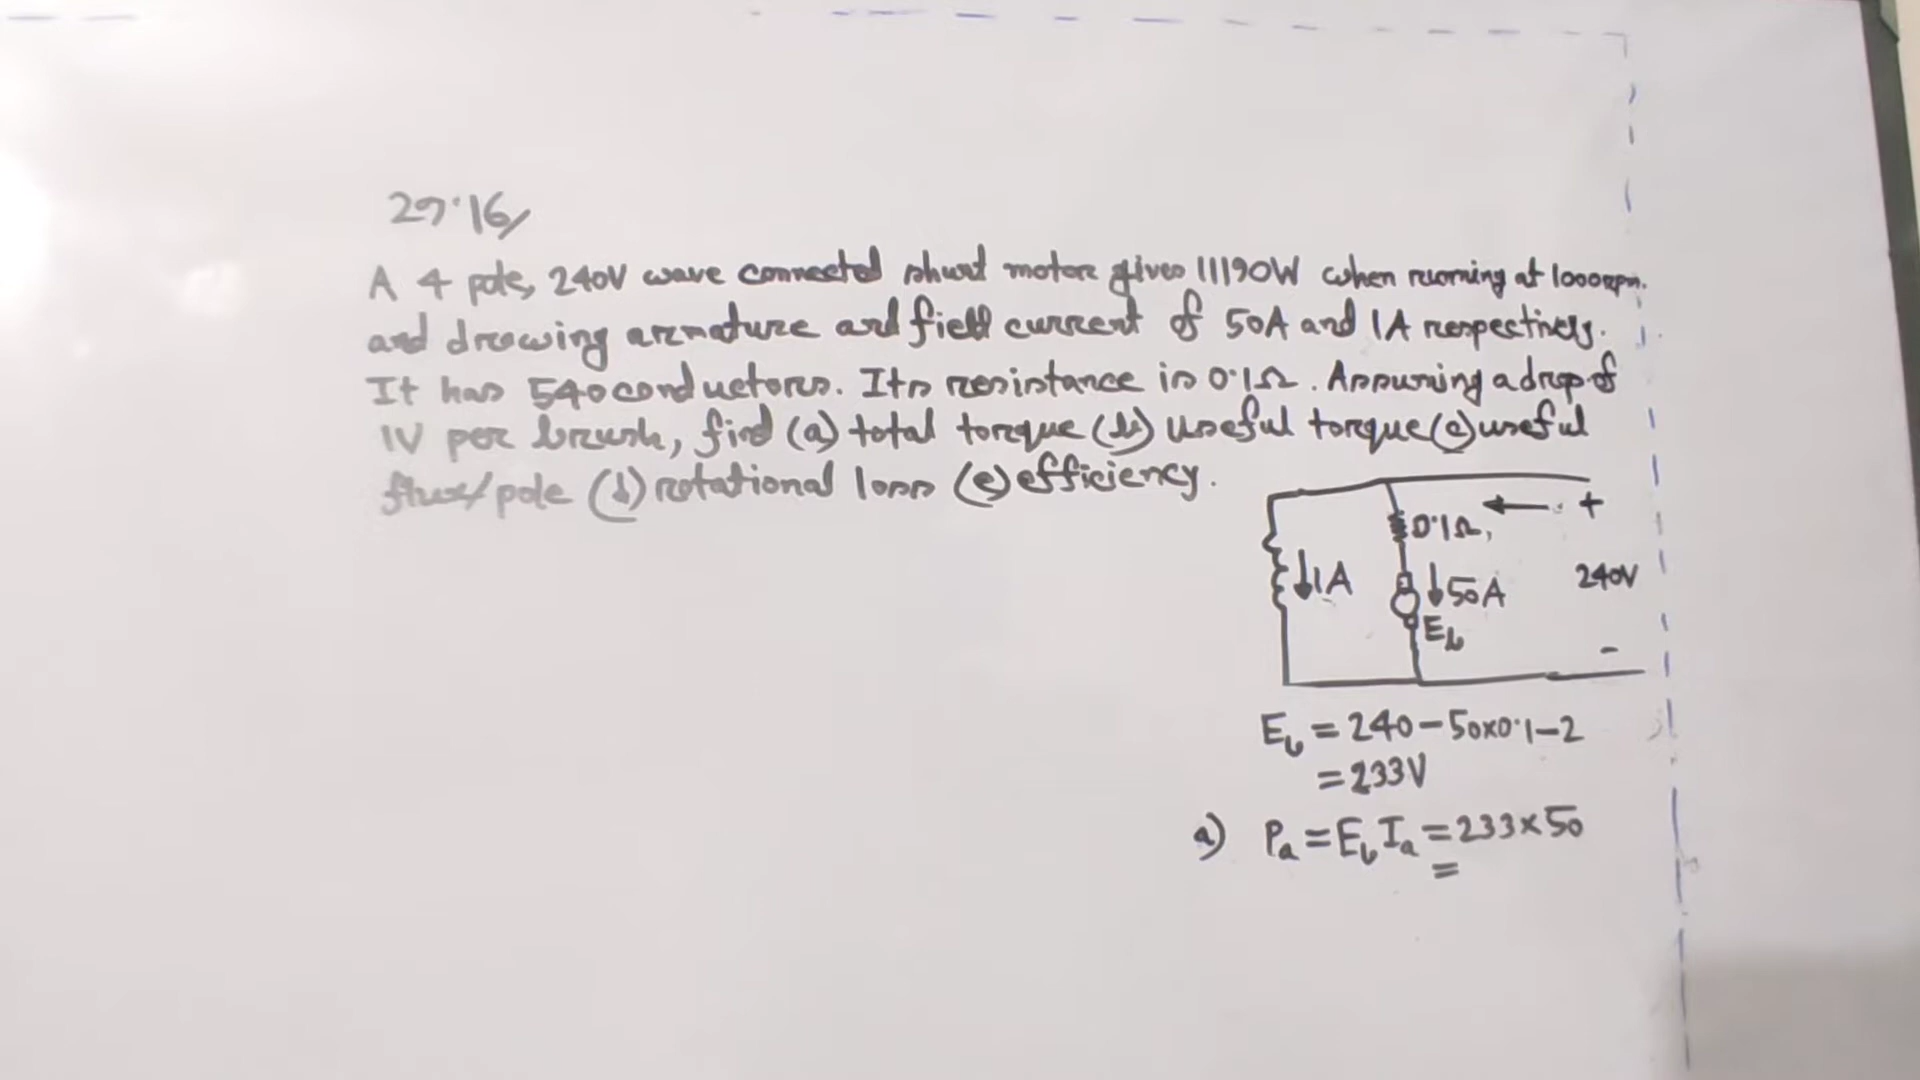 29.16/
A 4 pole, 240V wave connected shunt motor gives 11190W when running at 1000rpm.
and drawing armature and field current of 50A and 1A respectively.
It has 540 conductors. Its resistance is 0.1Ω. Assuming a drop of
1V per brush, find (a) total torque (b) useful torque (c) useful
flux/pole (d) rotational loss (e) efficiency.
+
0.1Ω,
1A
50A
240V
Eb
-
Eb = 240-50x0.1-2
= 233V
a) Pa = Eb Ia = 233x50
=